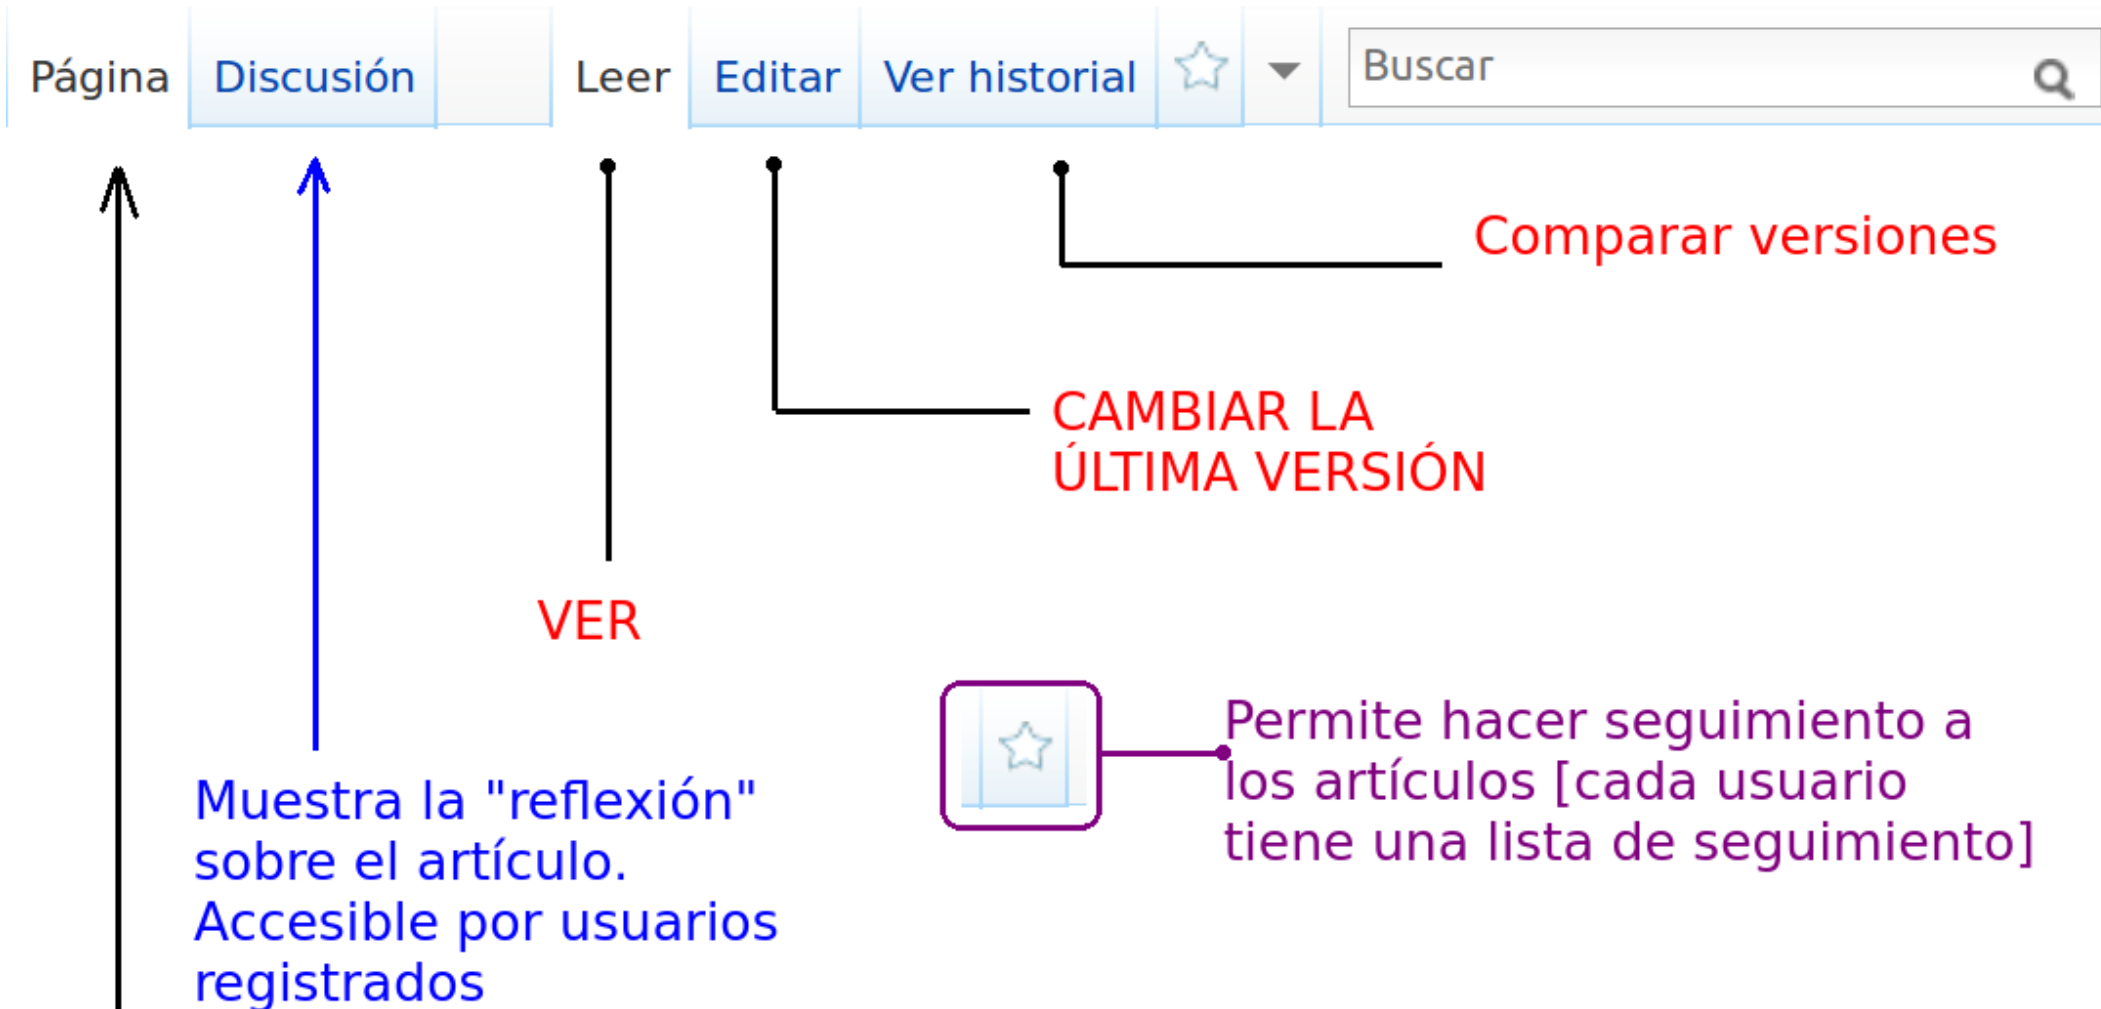 Página Discusión Leer Editar Ver historial Buscar
Comparar versiones
CAMBIAR LA
ÚLTIMA VERSIÓN
VER
Permite hacer seguimiento a
los artículos [cada usuario
tiene una lista de seguimiento]
Muestra la "reflexión"
sobre el artículo.
Accesible por usuarios
registrados